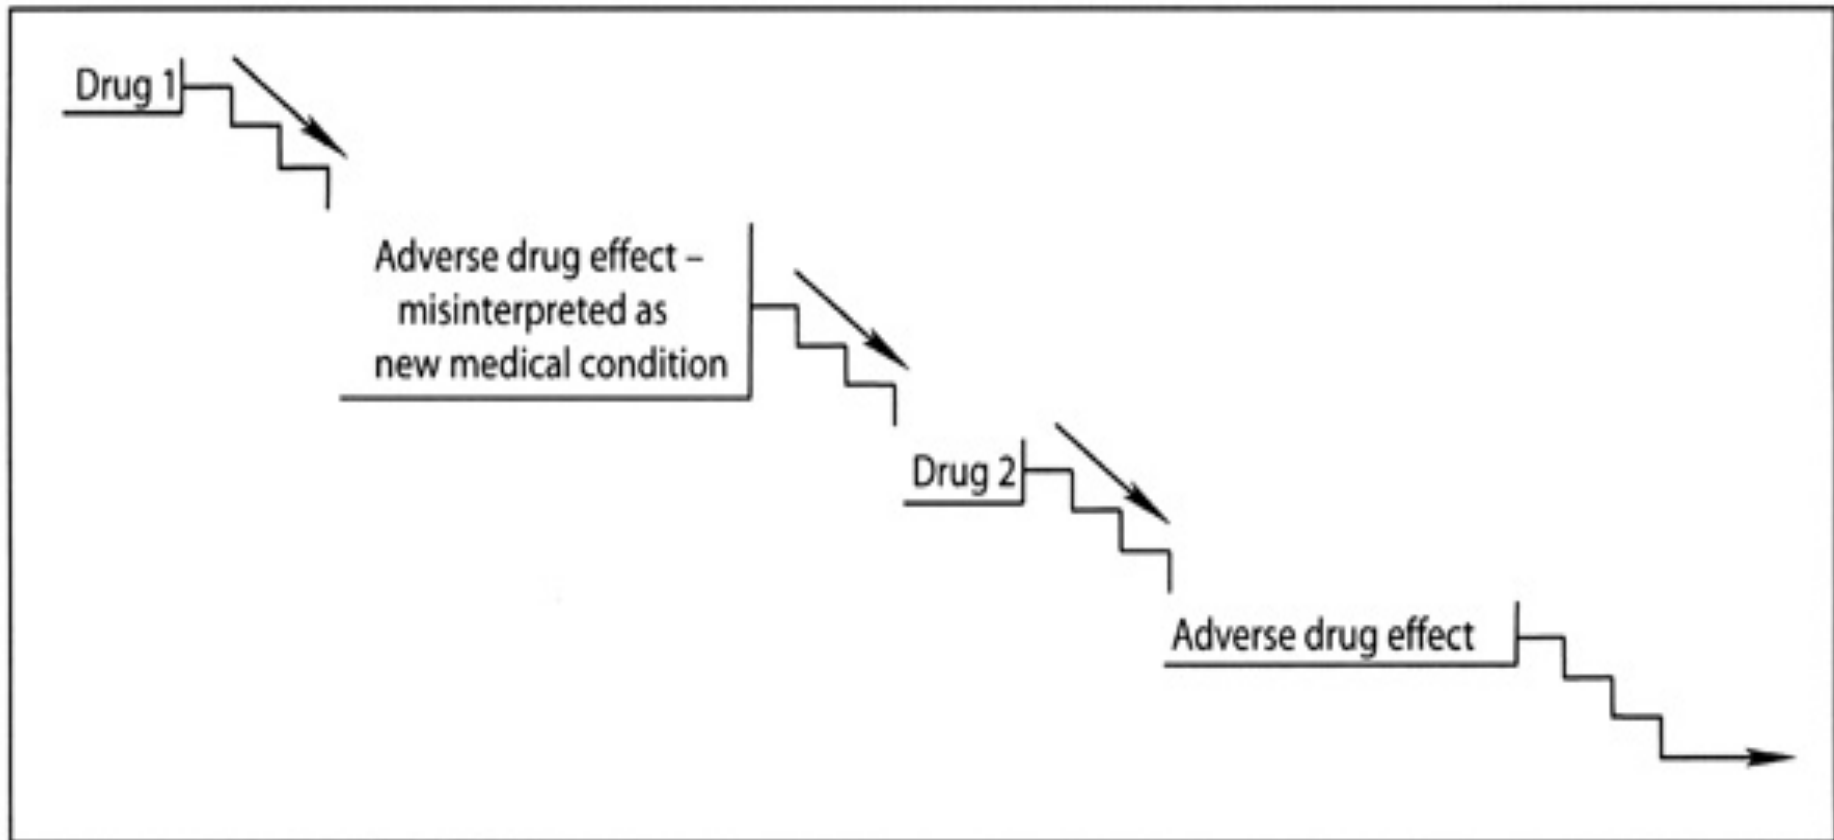 Drug 1
Adverse drug effect –
misinterpreted as
new medical condition
Drug 2
Adverse drug effect